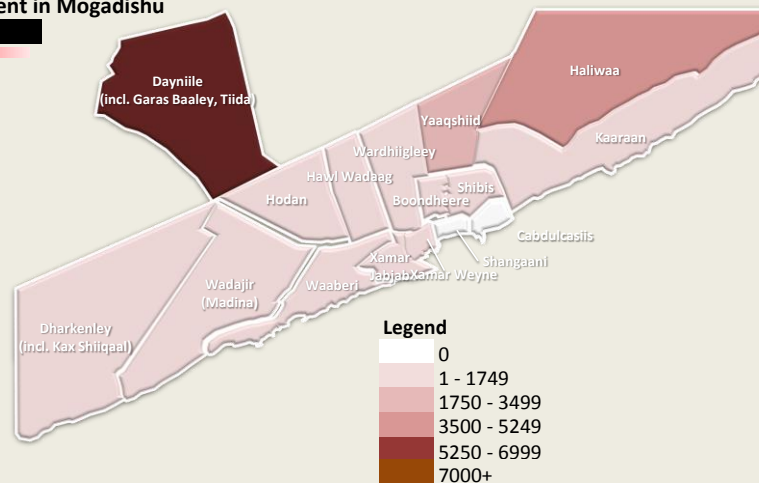 ent in Mogadishu
Dayniile
(incl. Garas Baaley, Tiida)
Haliwaa
Yaaqshiid
Kaaraan
Wardhiigleey
Hawl Wadaag
Shibis
Boondheere
Hodan
Cabdulcasiis
Shangaani
Xamar
Jabjab
Xamar Weyne
Wadajir
(Madina)
Waaberi
Dharkenley
(incl. Kax Shiiqaal)
Legend
0
1 - 1749
1750 - 3499
3500 - 5249
5250 - 6999
7000+